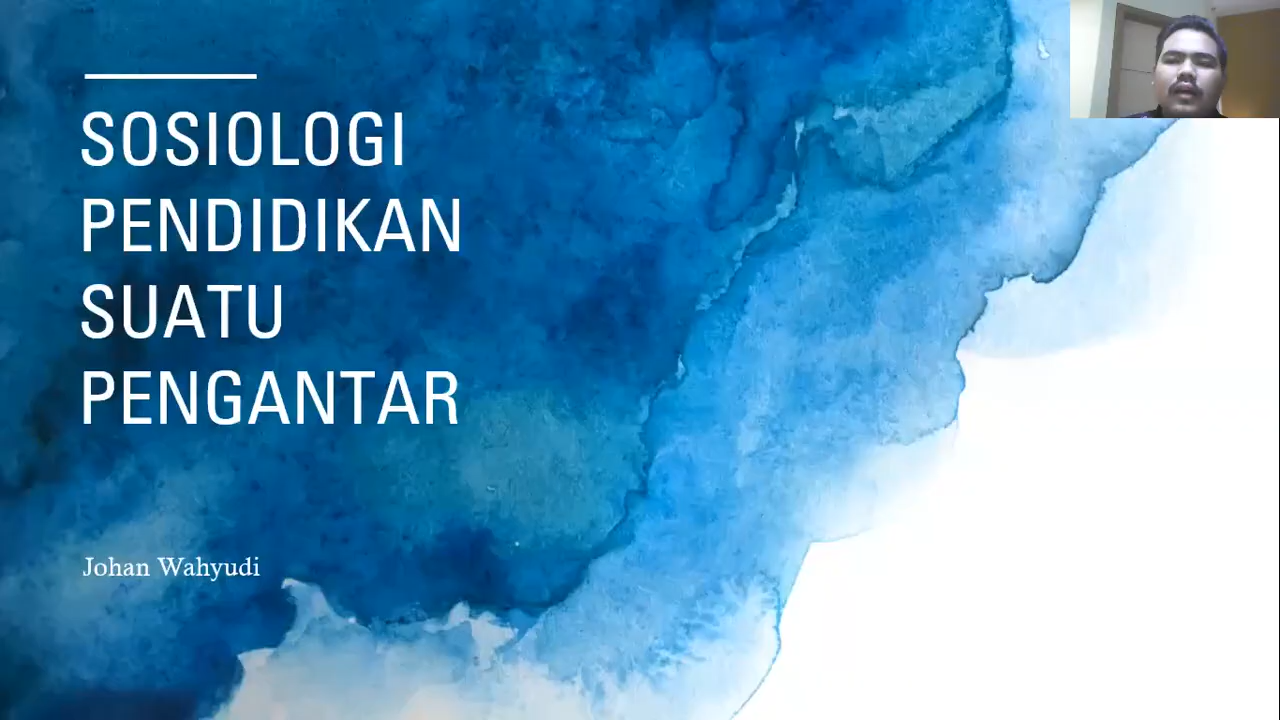 SOSIOLOGI
PENDIDIKAN
SUATU
PENGANTAR
Johan Wahyudi